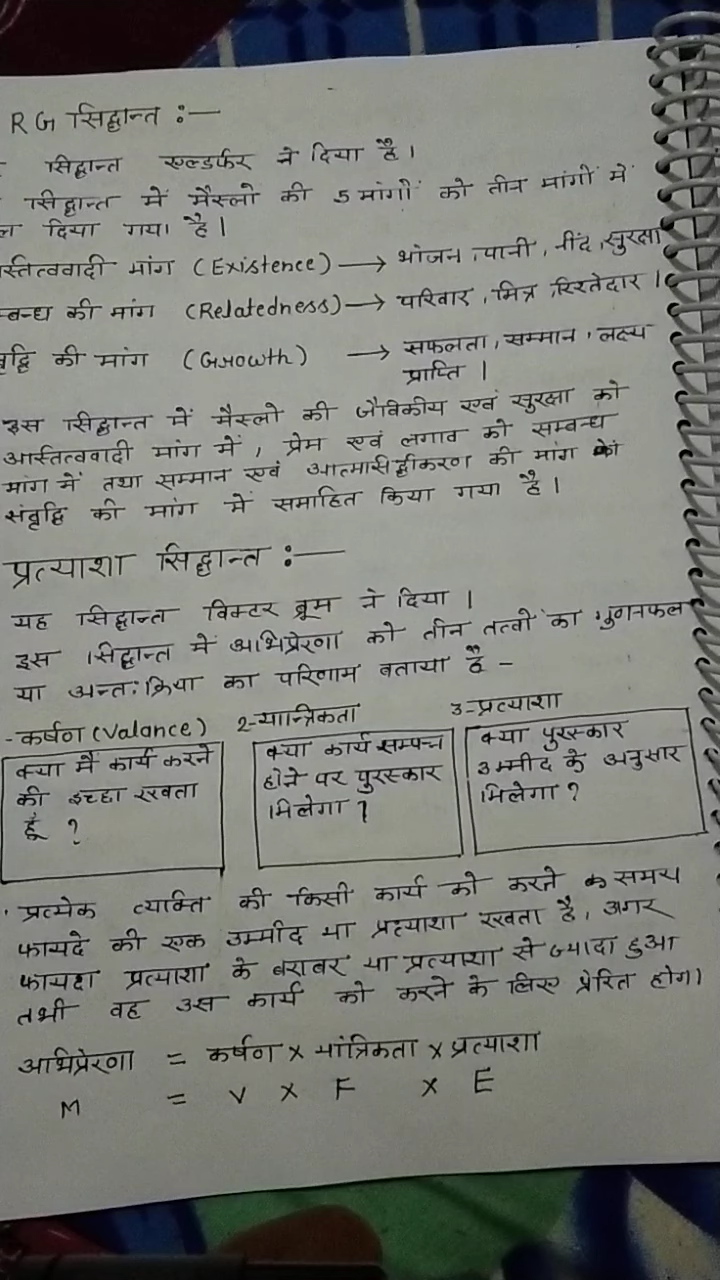 RG सिद्धान्त :—
सिद्धान्त एल्डर्फर ने दिया है।
सिद्धान्त में मैस्लो की 5 मांगों को तीन मांगों में
ल दिया गया है।
स्तित्ववादी मांग (Existence) → भोजन, पानी, नींद, सुरक्षा
म्बन्ध की मांग (Relatedness) → परिवार, मित्र, रिश्तेदार।
वृद्धि की मांग (Growth) → सफलता, सम्मान, लक्ष्य
प्राप्ति।
इस सिद्धान्त में मैस्लो की जैविकीय एवं सुरक्षा को
अस्तित्ववादी मांग में, प्रेम एवं लगाव को सम्बन्ध
मांग में तथा सम्मान एवं आत्मसिद्धीकरण की मांग को
संवृद्धि की मांग में समाहित किया गया है।
प्रत्याशा सिद्धान्त :—
यह सिद्धान्त विक्टर ब्रूम ने दिया।
इस सिद्धान्त में अभिप्रेरणा को तीन तत्वों का गुणनफल
या अन्त:क्रिया का परिणाम बताया है -
-कर्षण (Valance) 2-यान्त्रिकता 3-प्रत्याशा
क्या मैं कार्य करने
की इच्छा रखता
हूँ ?
क्या कार्य सम्पन्न
होने पर पुरस्कार
मिलेगा ?
क्या पुरस्कार
उम्मीद के अनुसार
मिलेगा ?
प्रत्येक व्यक्ति की किसी कार्य को करते क समय
फायदे की एक उम्मीद या प्रत्याशा रखता है, अगर
फायदा प्रत्याशा के बराबर या प्रत्याशा से ज्यादा हुआ
तभी वह उस कार्य को करने के लिए प्रेरित होगा
अभिप्रेरणा = कर्षण × यांत्रिकता × प्रत्याशा
M = V × F × E